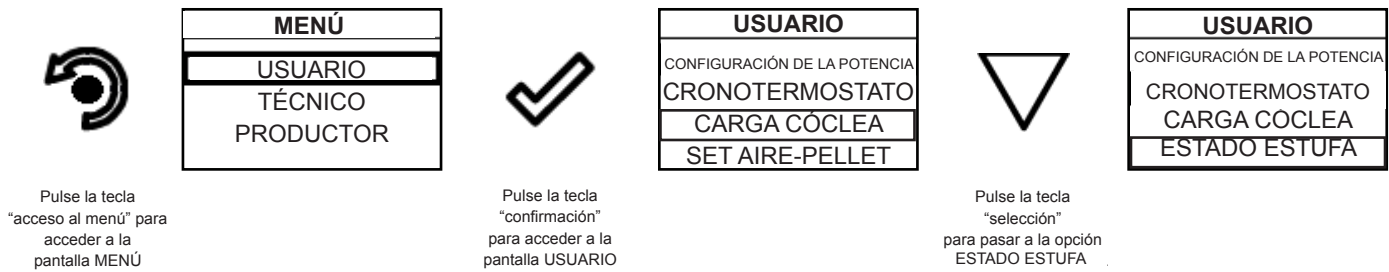 MENÚ
USUARIO
TÉCNICO
PRODUCTOR
USUARIO
CONFIGURACIÓN DE LA POTENCIA
CRONOTERMOSTATO
CARGA CÓCLEA
SET AIRE-PELLET
USUARIO
CONFIGURACIÓN DE LA POTENCIA
CRONOTERMOSTATO
CARGA COCLEA
ESTADO ESTUFA
Pulse la tecla
“acceso al menú” para
acceder a la
pantalla MENÚ
Pulse la tecla
“confirmación”
para acceder a la
pantalla USUARIO
Pulse la tecla
“selección”
para pasar a la opción
ESTADO ESTUFA